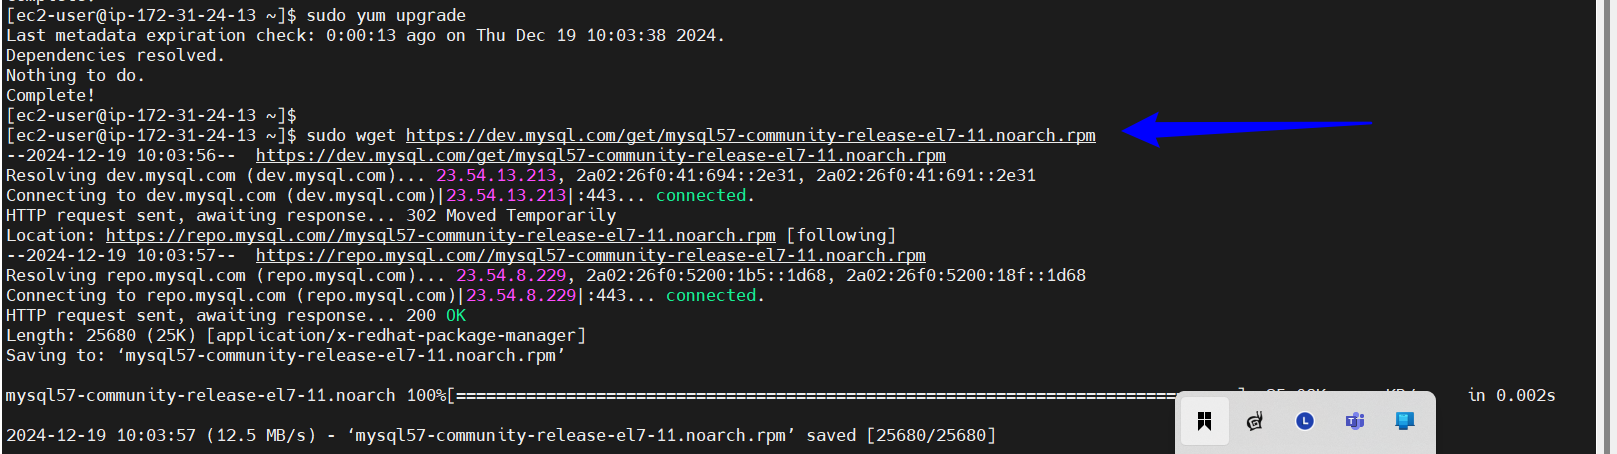 [ec2-user@ip-172-31-24-13 ~]$ sudo yum upgrade
Last metadata expiration check: 0:00:13 ago on Thu Dec 19 10:03:38 2024.
Dependencies resolved.
Nothing to do.
Complete!
[ec2-user@ip-172-31-24-13 ~]$
[ec2-user@ip-172-31-24-13 ~]$ sudo wget https://dev.mysql.com/get/mysql57-community-release-el7-11.noarch.rpm
--2024-12-19 10:03:56--  https://dev.mysql.com/get/mysql57-community-release-el7-11.noarch.rpm
Resolving dev.mysql.com (dev.mysql.com)... 23.54.13.213, 2a02:26f0:41:694::2e31, 2a02:26f0:41:691::2e31
Connecting to dev.mysql.com (dev.mysql.com)|23.54.13.213|:443... connected.
HTTP request sent, awaiting response... 302 Moved Temporarily
Location: https://repo.mysql.com//mysql57-community-release-el7-11.noarch.rpm [following]
--2024-12-19 10:03:57--  https://repo.mysql.com//mysql57-community-release-el7-11.noarch.rpm
Resolving repo.mysql.com (repo.mysql.com)... 23.54.8.229, 2a02:26f0:5200:1b5::1d68, 2a02:26f0:5200:18f::1d68
Connecting to repo.mysql.com (repo.mysql.com)|23.54.8.229|:443... connected.
HTTP request sent, awaiting response... 200 OK
Length: 25680 (25K) [application/x-redhat-package-manager]
Saving to: ‘mysql57-community-release-el7-11.noarch.rpm’
mysql57-community-release-el7-11.noarch 100%[==============================================================================] in 0.002s
2024-12-19 10:03:57 (12.5 MB/s) - ‘mysql57-community-release-el7-11.noarch.rpm’ saved [25680/25680]